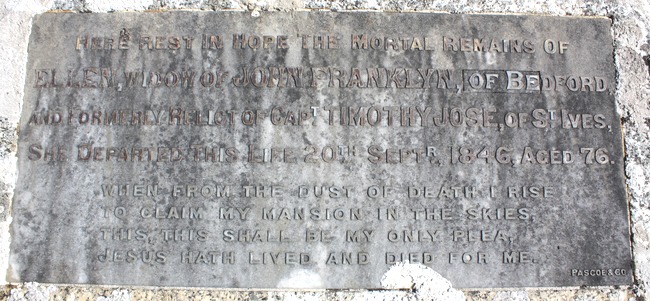 HERE REST IN HOPE THE MORTAL REMAINS OF
ELLEN, WIDOW OF JOHN FRANKLYN, OF BEDFORD,
AND FORMERLY RELICT OF CAPT TIMOTHY JOSE, OF ST IVES,
SHE DEPARTED THIS LIFE 20TH SEPTR, 1846, AGED 76.
WHEN FROM THE DUST OF DEATH I RISE
TO CLAIM MY MANSION IN THE SKIES,
THIS, THIS SHALL BE MY ONLY PLEA,
JESUS HATH LIVED AND DIED FOR ME.
PASCOE & CO